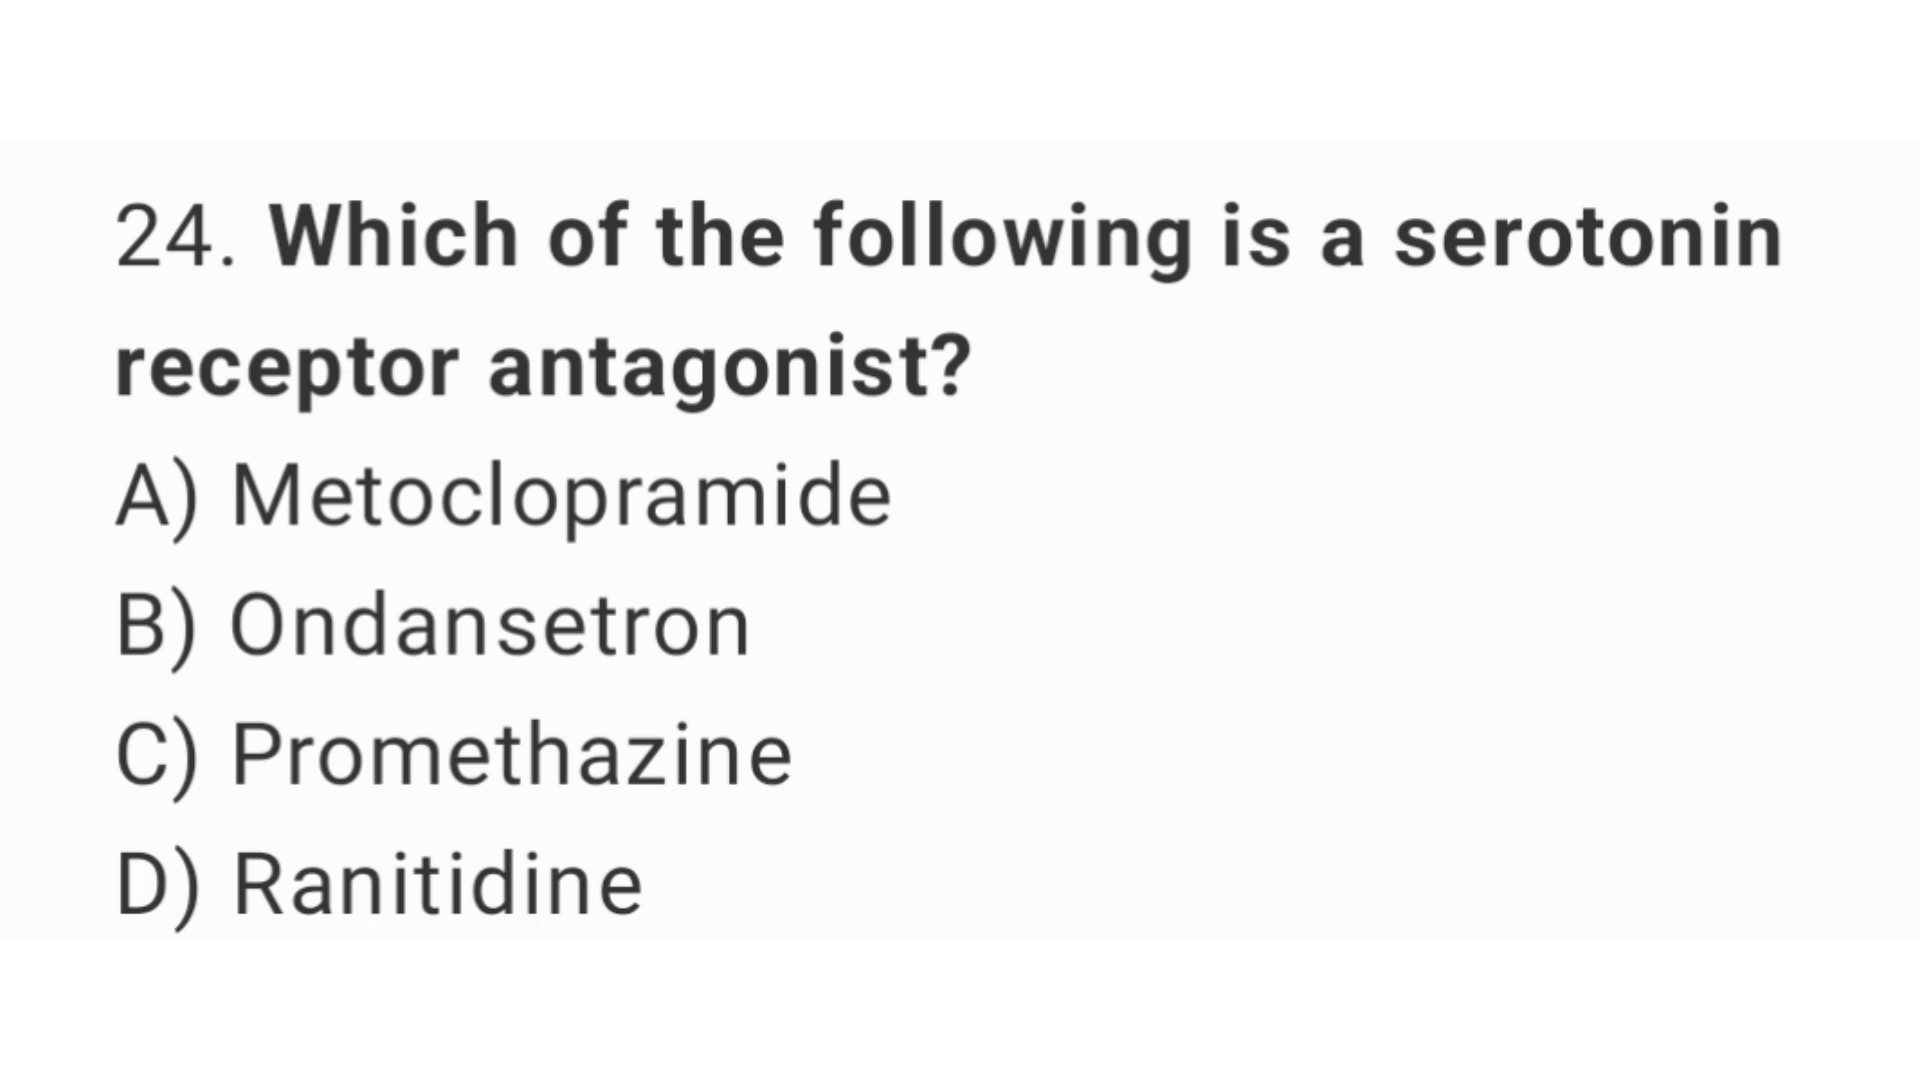 24. Which of the following is a serotonin
receptor antagonist?
A) Metoclopramide
B) Ondansetron
C) Promethazine
D) Ranitidine